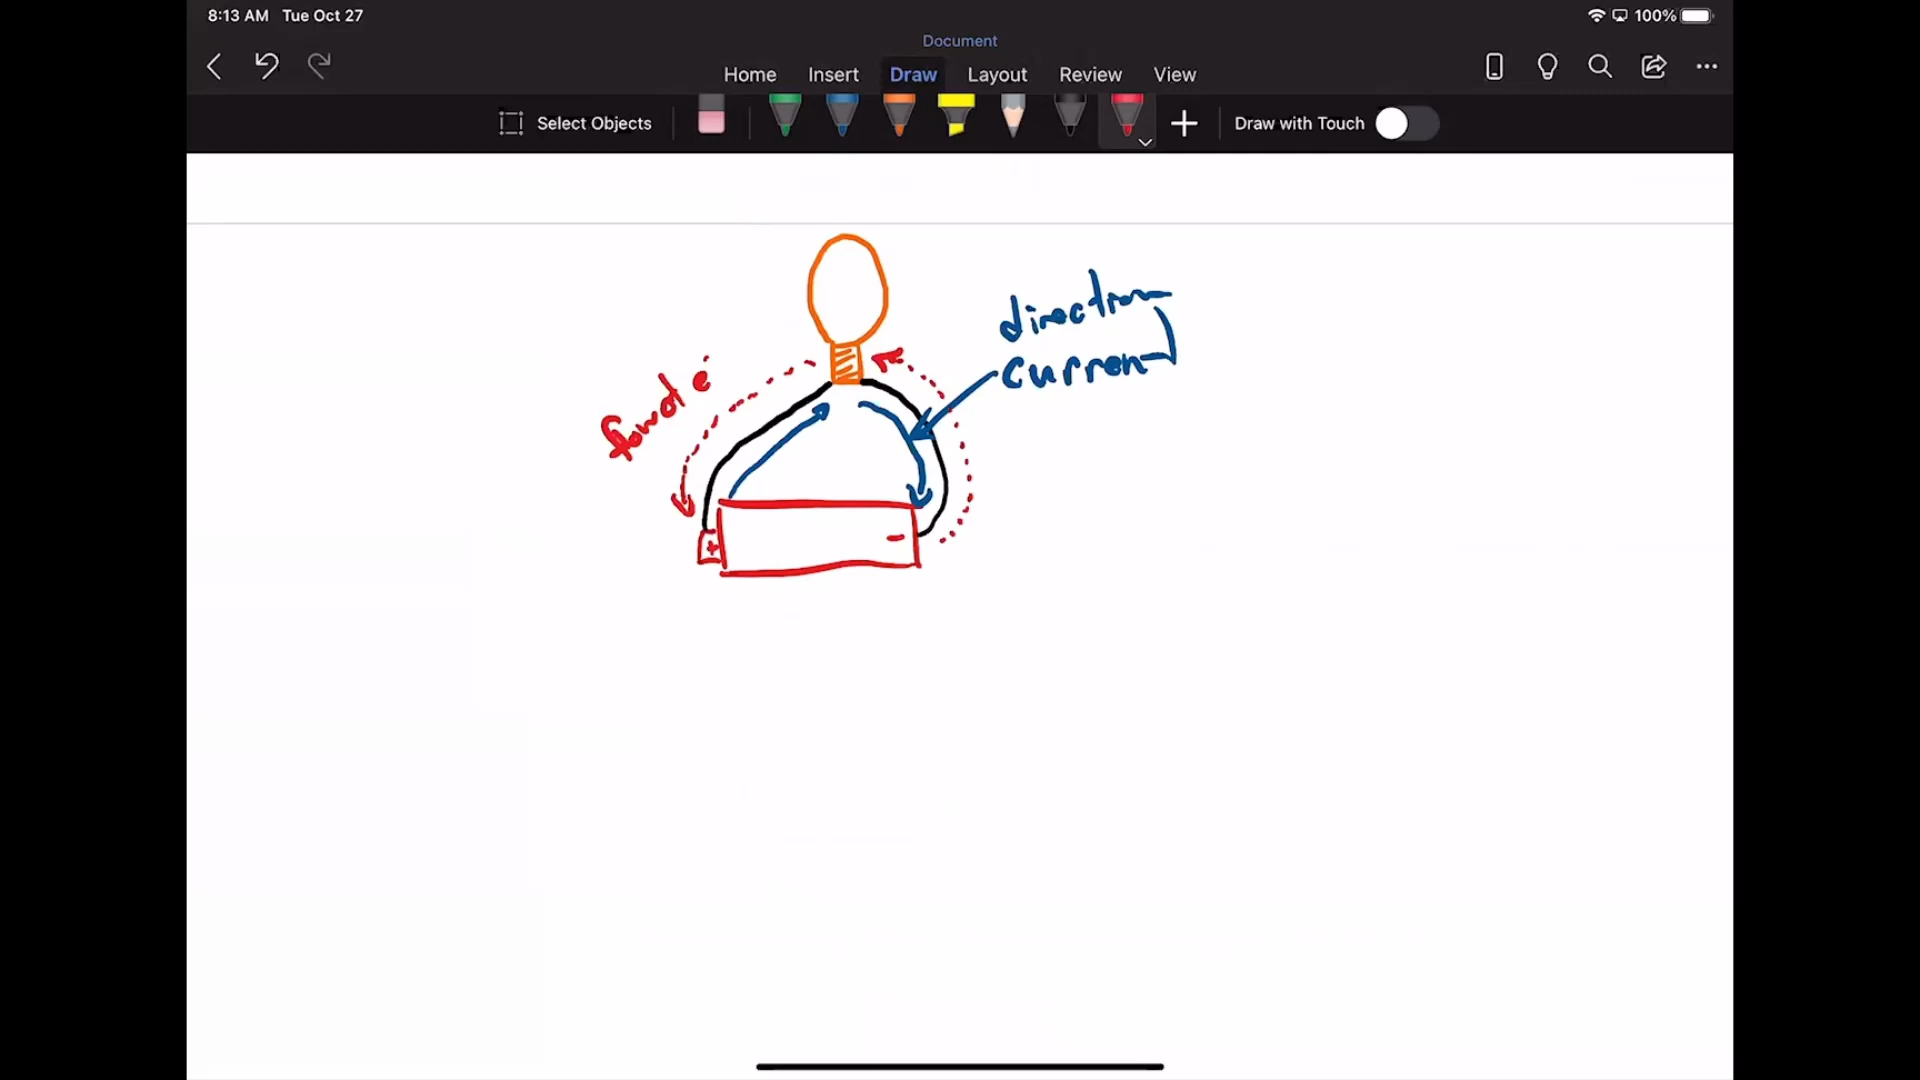 8:13 AM Tue Oct 27
100%
Document
Home Insert Draw Layout Review View
Select Objects
Draw with Touch
direction
current
e
+
-